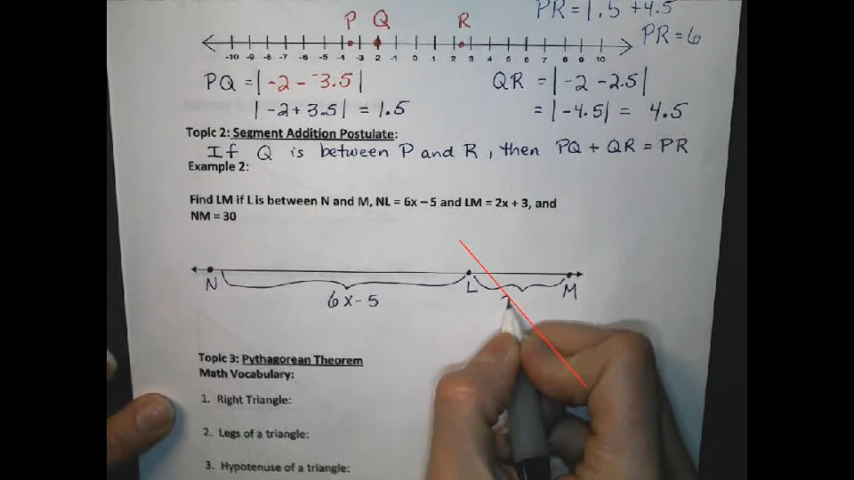 PR = 1.5 + 4.5
P Q R
PR = 6
-10 -9 -8 -7 -6 -5 -4 -3 2 -1 0 1 2 3 4 5 6 7 8 9 10
PQ = |-2 - -3.5| QR = |-2 -2.5|
|-2 + 3.5| = 1.5 = |-4.5| = 4.5
Topic 2: Segment Addition Postulate:
If Q is between P and R, then PQ + QR = PR
Example 2:
Find LM if L is between N and M, NL = 6x – 5 and LM = 2x + 3, and
NM = 30
N L M
6x - 5
Topic 3: Pythagorean Theorem
Math Vocabulary:
1. Right Triangle:
2. Legs of a triangle:
3. Hypotenuse of a triangle: